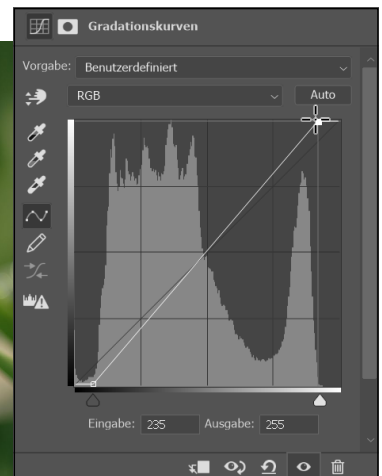 Gradationskurven
Vorgabe: Benutzerdefiniert
RGB Auto
Eingabe: 235 Ausgabe: 255